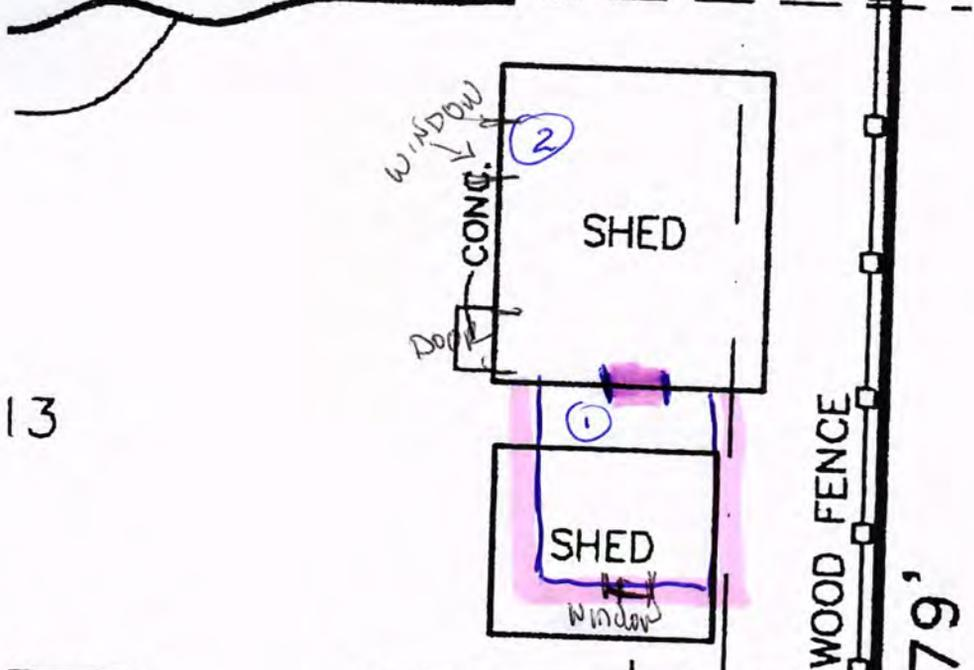 WINDOW
2
CONC.
SHED
DOOR
13
1
SHED
Window
WOOD FENCE
79'